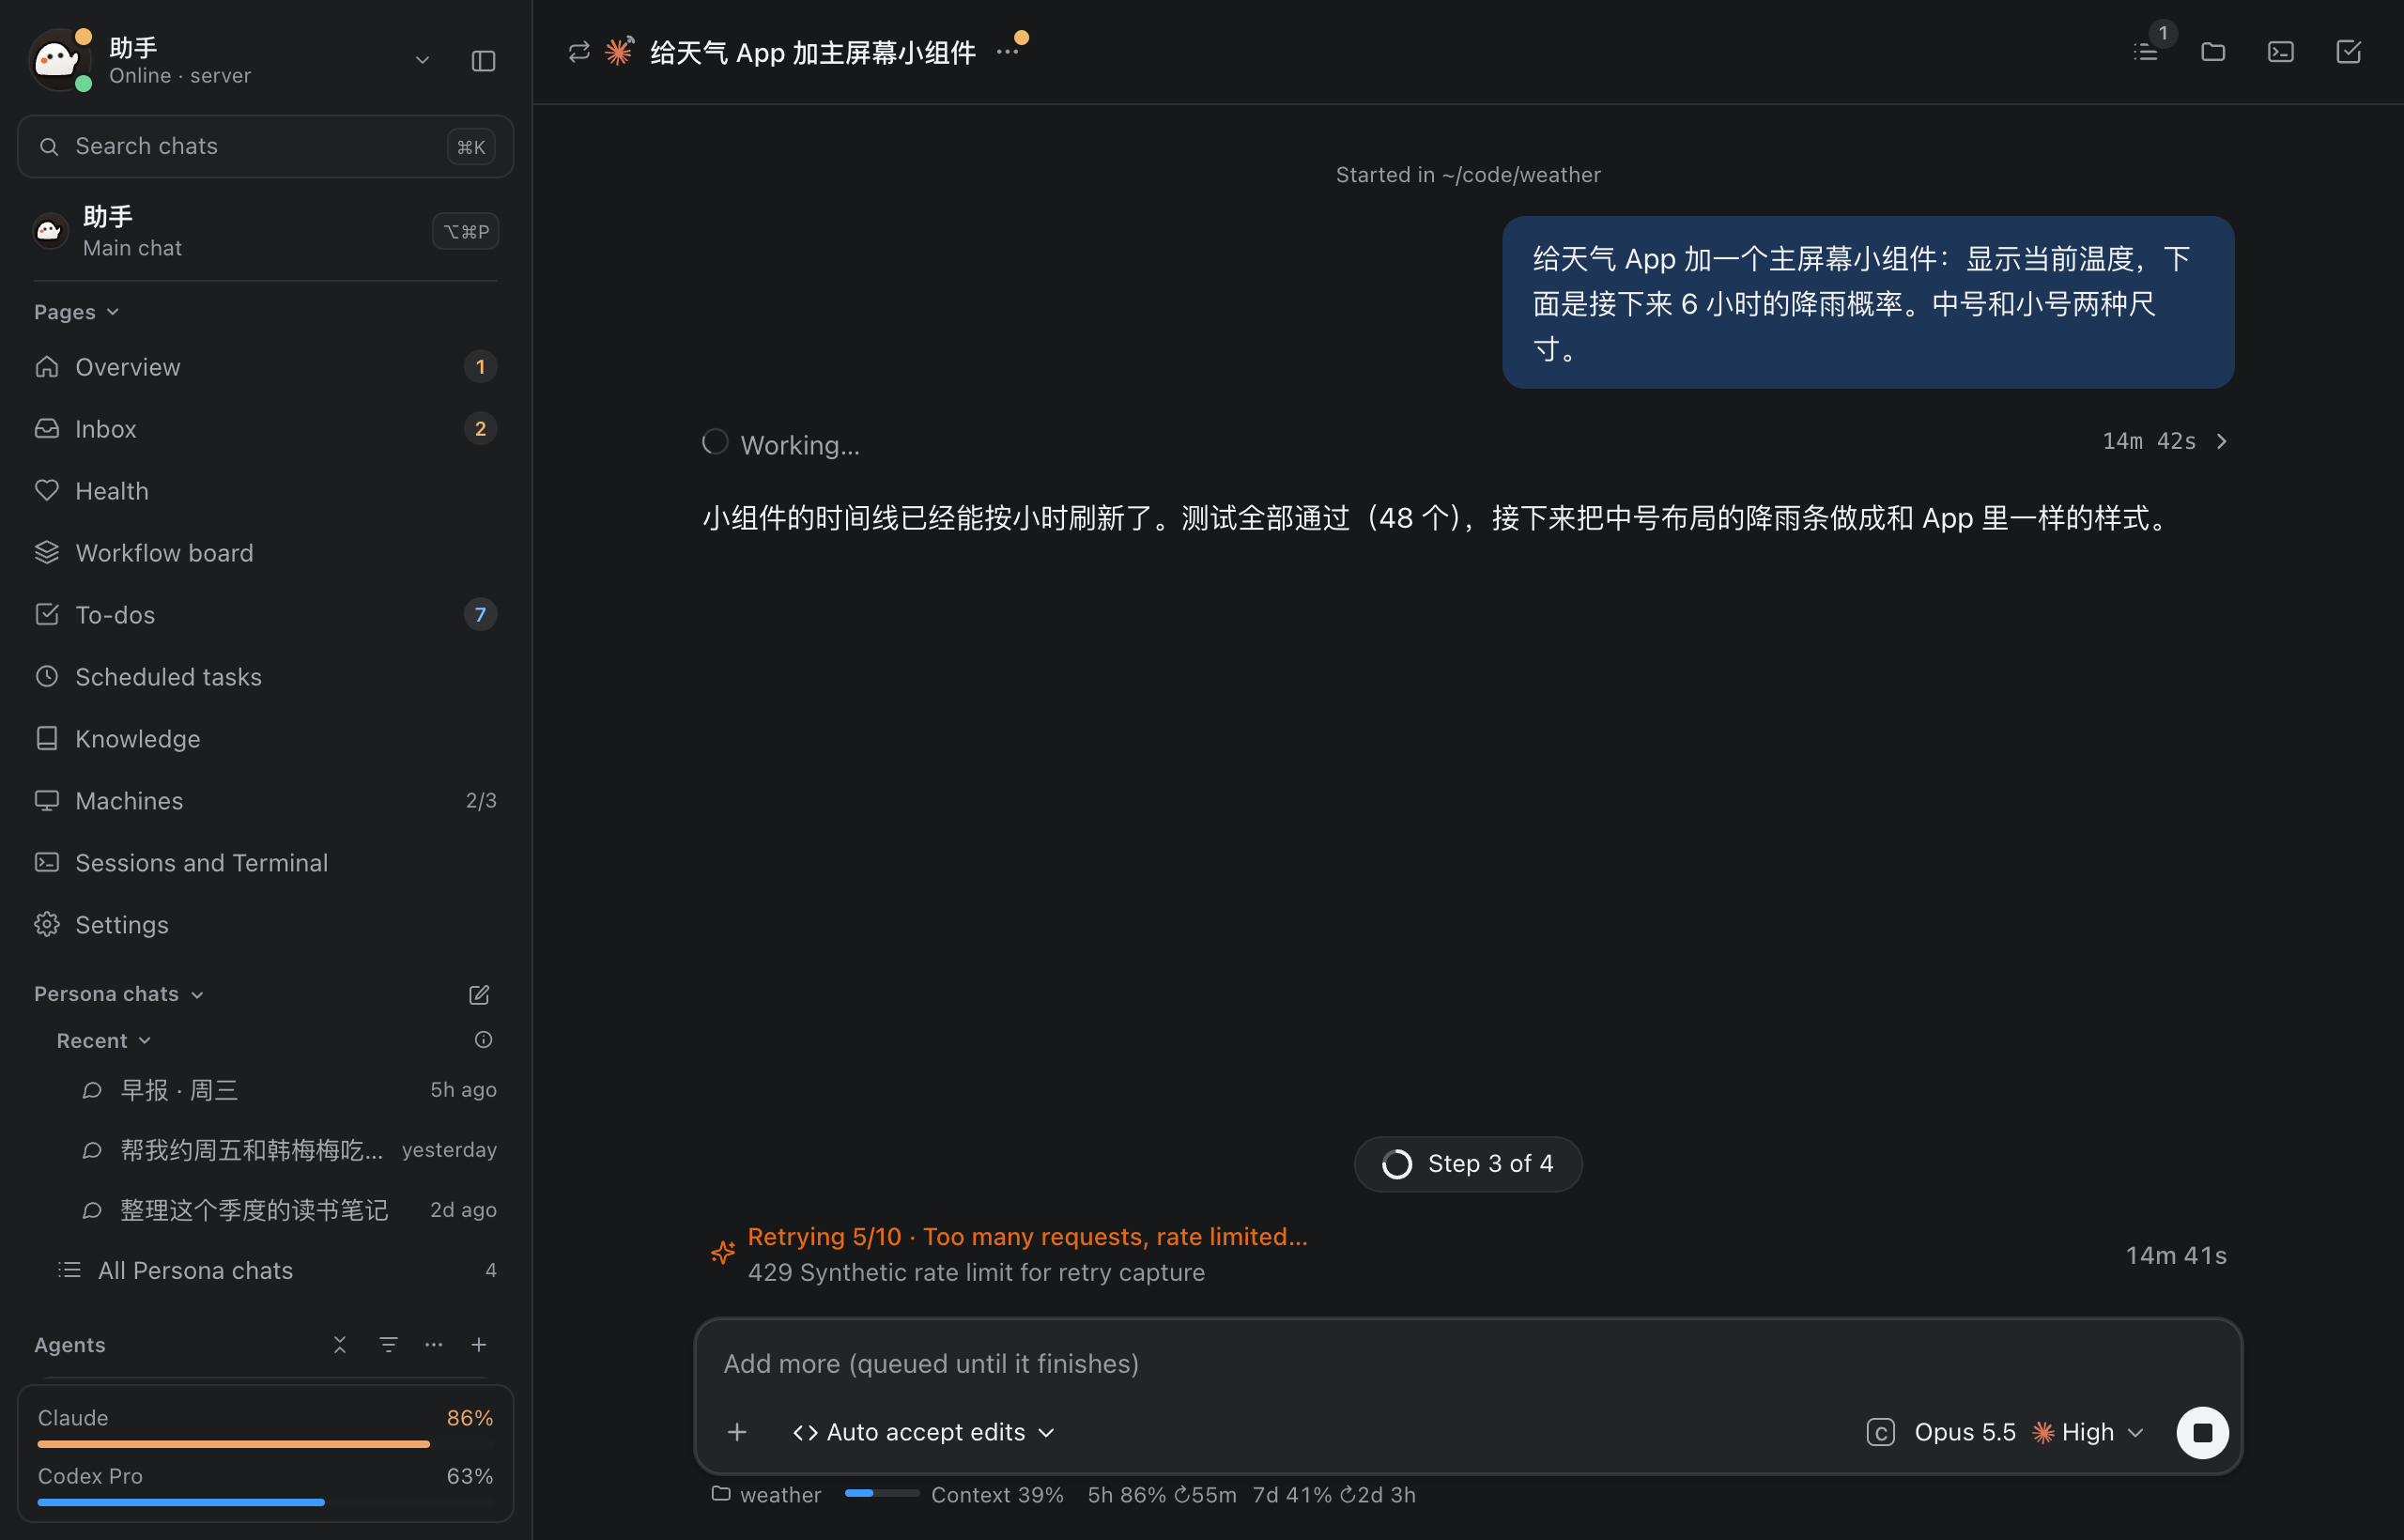 助手
Online · server
Search chats
⌘K
助手
Main chat
⌥⌘P
Pages
Overview
1
Inbox
2
Health
Workflow board
To-dos
7
Scheduled tasks
Knowledge
Machines
2/3
Sessions and Terminal
Settings
Persona chats
Recent
早报 · 周三
5h ago
帮我约周五和韩梅梅吃...
yesterday
整理这个季度的读书笔记
2d ago
All Persona chats
4
Agents
Claude
86%
Codex Pro
63%
给天气 App 加主屏幕小组件
1
Started in ~/code/weather
给天气 App 加一个主屏幕小组件：显示当前温度，下
面是接下来 6 小时的降雨概率。中号和小号两种尺
寸。
Working...
14m 42s
小组件的时间线已经能按小时刷新了。测试全部通过（48 个），接下来把中号布局的降雨条做成和 App 里一样的样式。
Step 3 of 4
Retrying 5/10 · Too many requests, rate limited...
429 Synthetic rate limit for retry capture
14m 41s
Add more (queued until it finishes)
Auto accept edits
C
Opus 5.5
High
weather
Context 39%
5h 86% ↻55m
7d 41% ↻2d 3h